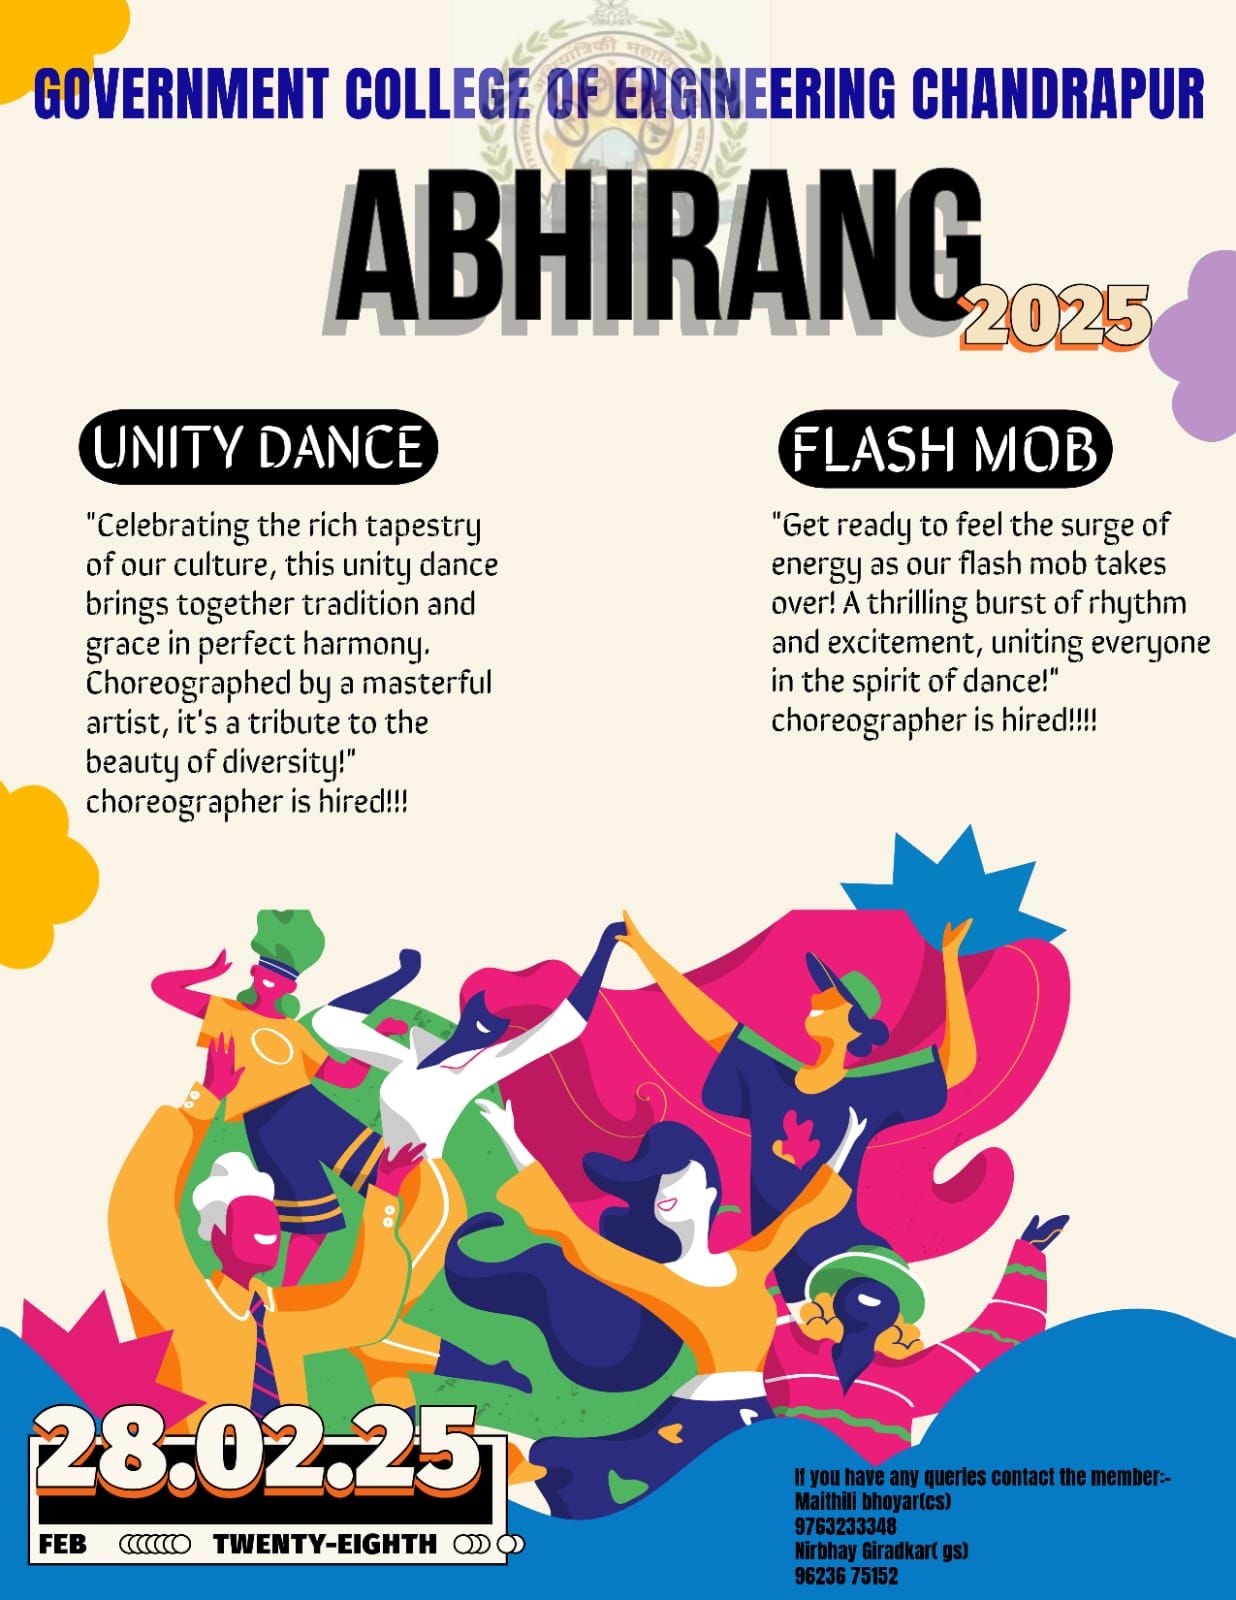 GOVERNMENT COLLEGE OF ENGINEERING CHANDRAPUR
ABHIRANG
2025
UNITY DANCE
"Celebrating the rich tapestry
of our culture, this unity dance
brings together tradition and
grace in perfect harmony.
Choreographed by a masterful
artist, it's a tribute to the
beauty of diversity!"
choreographer is hired!!!
FLASH MOB
"Get ready to feel the surge of
energy as our flash mob takes
over! A thrilling burst of rhythm
and excitement, uniting everyone
in the spirit of dance!"
choreographer is hired!!!!
28.02.25
FEB TWENTY-EIGHTH
If you have any queries contact the member:-
Maithili bhoyar(cs)
9763233348
Nirbhay Giradkar( gs)
96236 75152